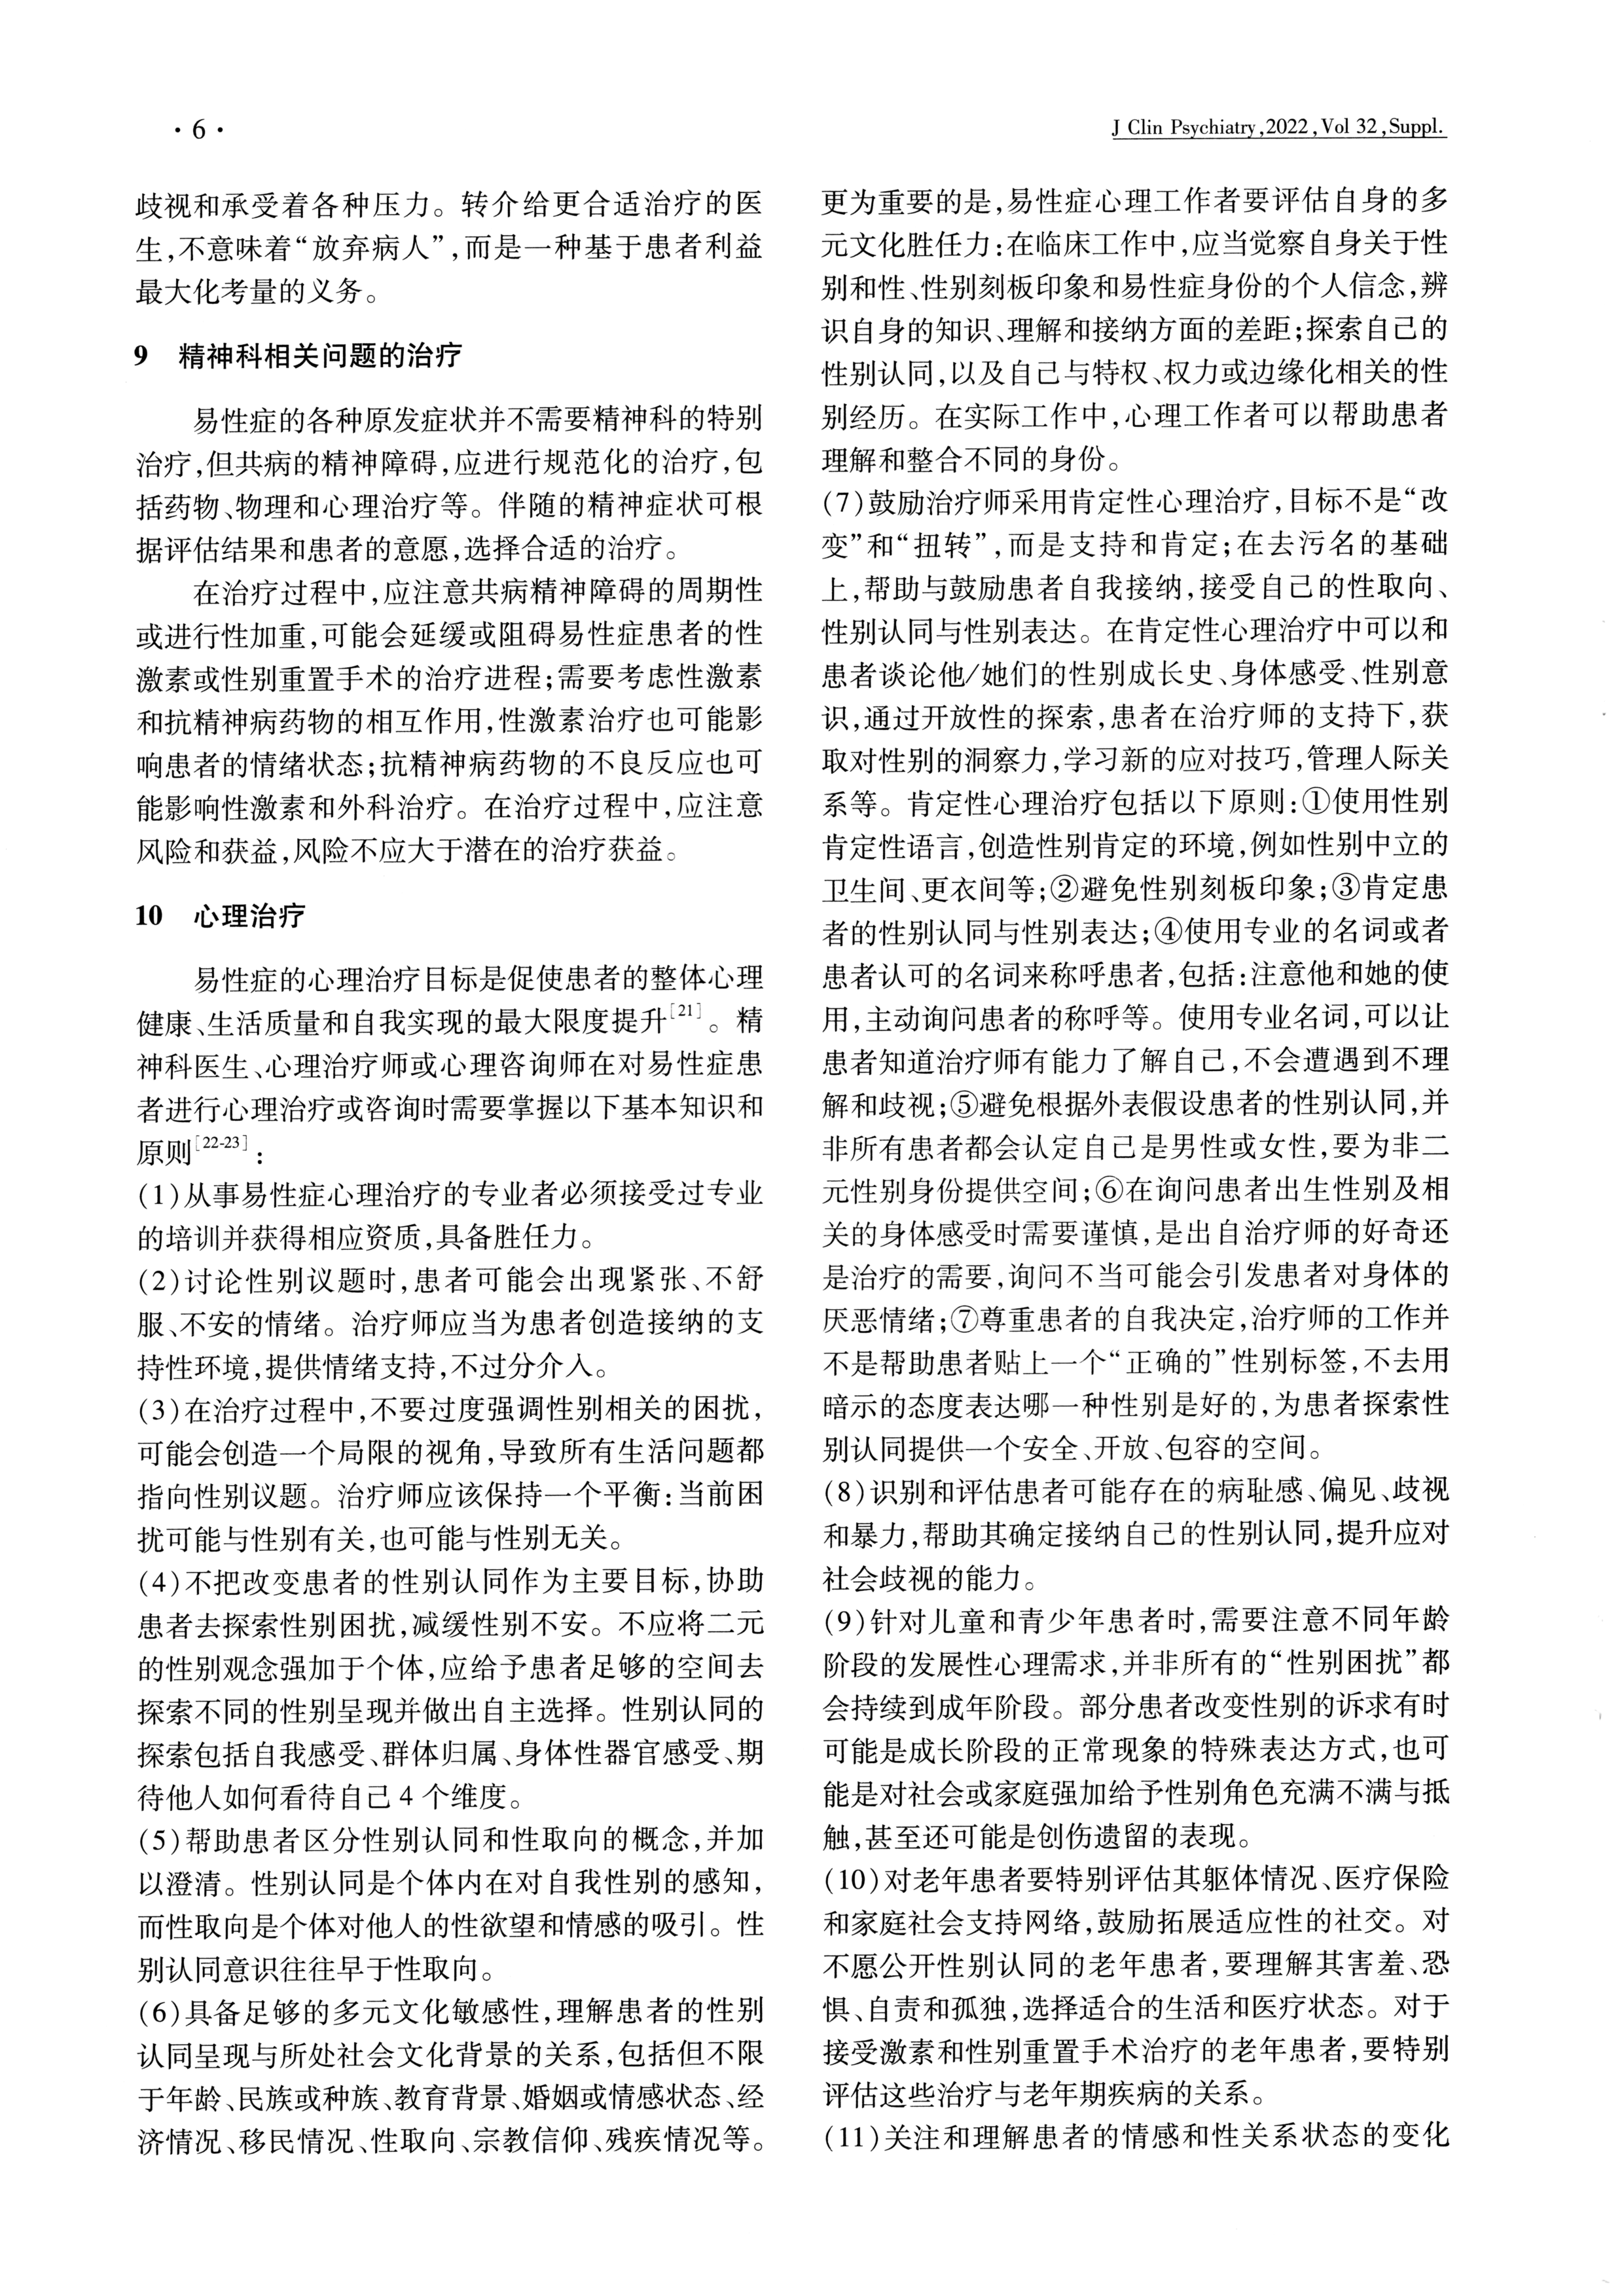 ·6·
J Clin Psychiatry,2022,Vol 32,Suppl.
歧视和承受着各种压力。转介给更合适治疗的医
生,不意味着“放弃病人”,而是一种基于患者利益
最大化考量的义务。
9 精神科相关问题的治疗
易性症的各种原发症状并不需要精神科的特别
治疗,但共病的精神障碍,应进行规范化的治疗,包
括药物、物理和心理治疗等。伴随的精神症状可根
据评估结果和患者的意愿,选择合适的治疗。
在治疗过程中,应注意共病精神障碍的周期性
或进行性加重,可能会延缓或阻碍易性症患者的性
激素或性别重置手术的治疗进程;需要考虑性激素
和抗精神病药物的相互作用,性激素治疗也可能影
响患者的情绪状态;抗精神病药物的不良反应也可
能影响性激素和外科治疗。在治疗过程中,应注意
风险和获益,风险不应大于潜在的治疗获益。
10 心理治疗
易性症的心理治疗目标是促使患者的整体心理
健康、生活质量和自我实现的最大限度提升[21]。精
神科医生、心理治疗师或心理咨询师在对易性症患
者进行心理治疗或咨询时需要掌握以下基本知识和
原则[22-23]:
(1)从事易性症心理治疗的专业者必须接受过专业
的培训并获得相应资质,具备胜任力。
(2)讨论性别议题时,患者可能会出现紧张、不舒
服、不安的情绪。治疗师应当为患者创造接纳的支
持性环境,提供情绪支持,不过分介入。
(3)在治疗过程中,不要过度强调性别相关的困扰,
可能会创造一个局限的视角,导致所有生活问题都
指向性别议题。治疗师应该保持一个平衡:当前困
扰可能与性别有关,也可能与性别无关。
(4)不把改变患者的性别认同作为主要目标,协助
患者去探索性别困扰,减缓性别不安。不应将二元
的性别观念强加于个体,应给予患者足够的空间去
探索不同的性别呈现并做出自主选择。性别认同的
探索包括自我感受、群体归属、身体性器官感受、期
待他人如何看待自己4个维度。
(5)帮助患者区分性别认同和性取向的概念,并加
以澄清。性别认同是个体内在对自我性别的感知,
而性取向是个体对他人的性欲望和情感的吸引。性
别认同意识往往早于性取向。
(6)具备足够的多元文化敏感性,理解患者的性别
认同呈现与所处社会文化背景的关系,包括但不限
于年龄、民族或种族、教育背景、婚姻或情感状态、经
济情况、移民情况、性取向、宗教信仰、残疾情况等。
更为重要的是,易性症心理工作者要评估自身的多
元文化胜任力:在临床工作中,应当觉察自身关于性
别和性、性别刻板印象和易性症身份的个人信念,辨
识自身的知识、理解和接纳方面的差距;探索自己的
性别认同,以及自己与特权、权力或边缘化相关的性
别经历。在实际工作中,心理工作者可以帮助患者
理解和整合不同的身份。
(7)鼓励治疗师采用肯定性心理治疗,目标不是“改
变”和“扭转”,而是支持和肯定;在去污名的基础
上,帮助与鼓励患者自我接纳,接受自己的性取向、
性别认同与性别表达。在肯定性心理治疗中可以和
患者谈论他/她们的性别成长史、身体感受、性别意
识,通过开放性的探索,患者在治疗师的支持下,获
取对性别的洞察力,学习新的应对技巧,管理人际关
系等。肯定性心理治疗包括以下原则:①使用性别
肯定性语言,创造性别肯定的环境,例如性别中立的
卫生间、更衣间等;②避免性别刻板印象;③肯定患
者的性别认同与性别表达;④使用专业的名词或者
患者认可的名词来称呼患者,包括:注意他和她的使
用,主动询问患者的称呼等。使用专业名词,可以让
患者知道治疗师有能力了解自己,不会遭遇到不理
解和歧视;⑤避免根据外表假设患者的性别认同,并
非所有患者都会认定自己是男性或女性,要为非二
元性别身份提供空间;⑥在询问患者出生性别及相
关的身体感受时需要谨慎,是出自治疗师的好奇还
是治疗的需要,询问不当可能会引发患者对身体的
厌恶情绪;⑦尊重患者的自我决定,治疗师的工作并
不是帮助患者贴上一个“正确的”性别标签,不去用
暗示的态度表达哪一种性别是好的,为患者探索性
别认同提供一个安全、开放、包容的空间。
(8)识别和评估患者可能存在的病耻感、偏见、歧视
和暴力,帮助其确定接纳自己的性别认同,提升应对
社会歧视的能力。
(9)针对儿童和青少年患者时,需要注意不同年龄
阶段的发展性心理需求,并非所有的“性别困扰”都
会持续到成年阶段。部分患者改变性别的诉求有时
可能是成长阶段的正常现象的特殊表达方式,也可
能是对社会或家庭强加给予性别角色充满不满与抵
触,甚至还可能是创伤遗留的表现。
(10)对老年患者要特别评估其躯体情况、医疗保险
和家庭社会支持网络,鼓励拓展适应性的社交。对
不愿公开性别认同的老年患者,要理解其害羞、恐
惧、自责和孤独,选择适合的生活和医疗状态。对于
接受激素和性别重置手术治疗的老年患者,要特别
评估这些治疗与老年期疾病的关系。
(11)关注和理解患者的情感和性关系状态的变化